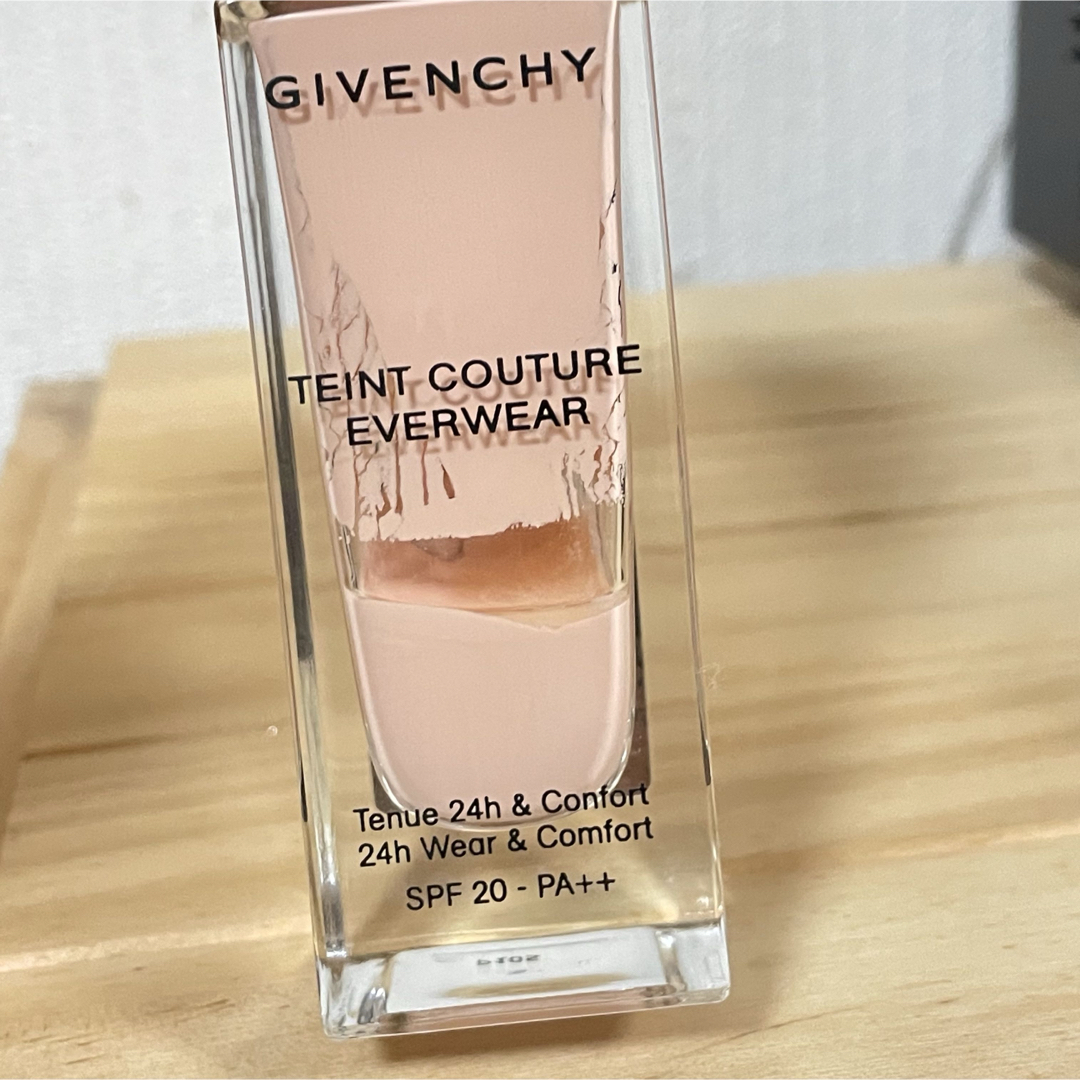 GIVENCHY
TEINT COUTURE
EVERWEAR
Tenue 24h & Confort
24h Wear & Comfort
SPF 20 - PA++